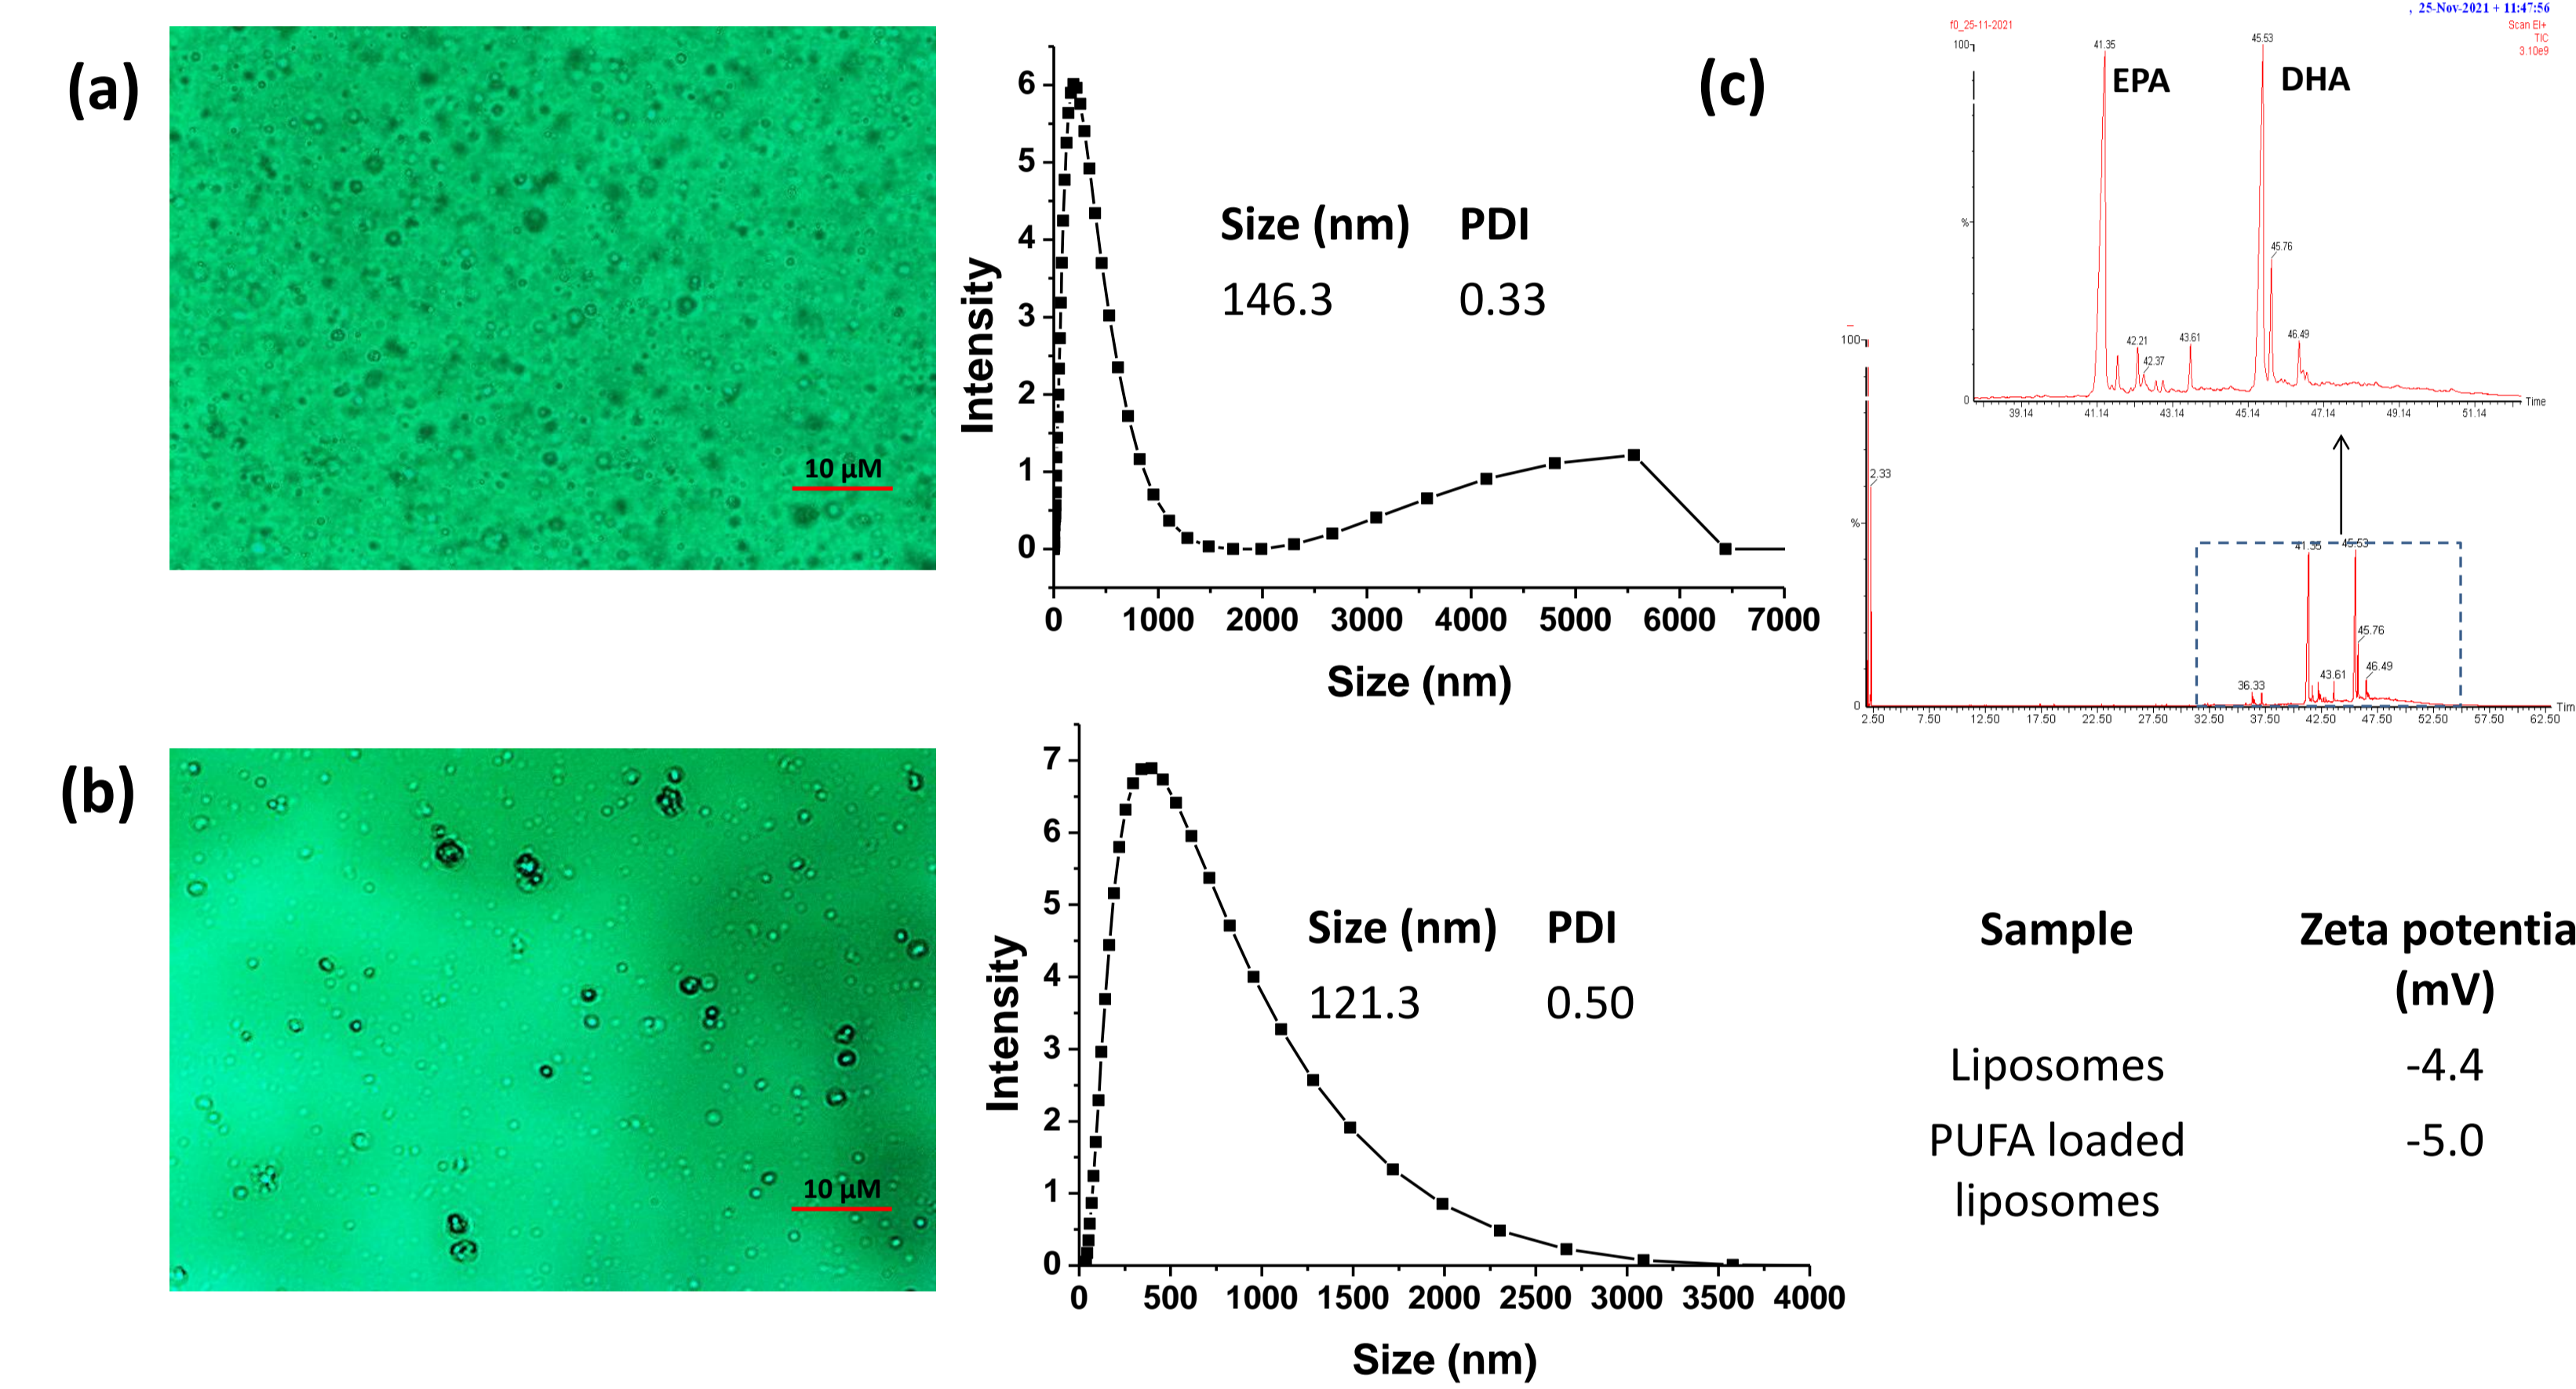 (a)
10 µM
Intensity
6
5
4
3
2
1
0
Size (nm) PDI
146.3 0.33
0 1000 2000 3000 4000 5000 6000 7000
Size (nm)
(c)
, 25-Nov-2021 + 11:47:56
f0_25-11-2021
Scan EI+
TIC
3.10e9
100
%
0
41.35
EPA
45.53
DHA
45.76
42.21
42.37
43.61
46.49
39.14 41.14 43.14 45.14 47.14 49.14 51.14
Time
100
2.33
%
0
41.35
45.53
45.76
36.33
43.61
46.49
2.50 7.50 12.50 17.50 22.50 27.50 32.50 37.50 42.50 47.50 52.50 57.50 62.50
Tim
(b)
10 µM
Intensity
7
6
5
4
3
2
1
0
Size (nm) PDI
121.3 0.50
0 500 1000 1500 2000 2500 3000 3500 4000
Size (nm)
Sample Zeta potentia
(mV)
Liposomes -4.4
PUFA loaded -5.0
liposomes